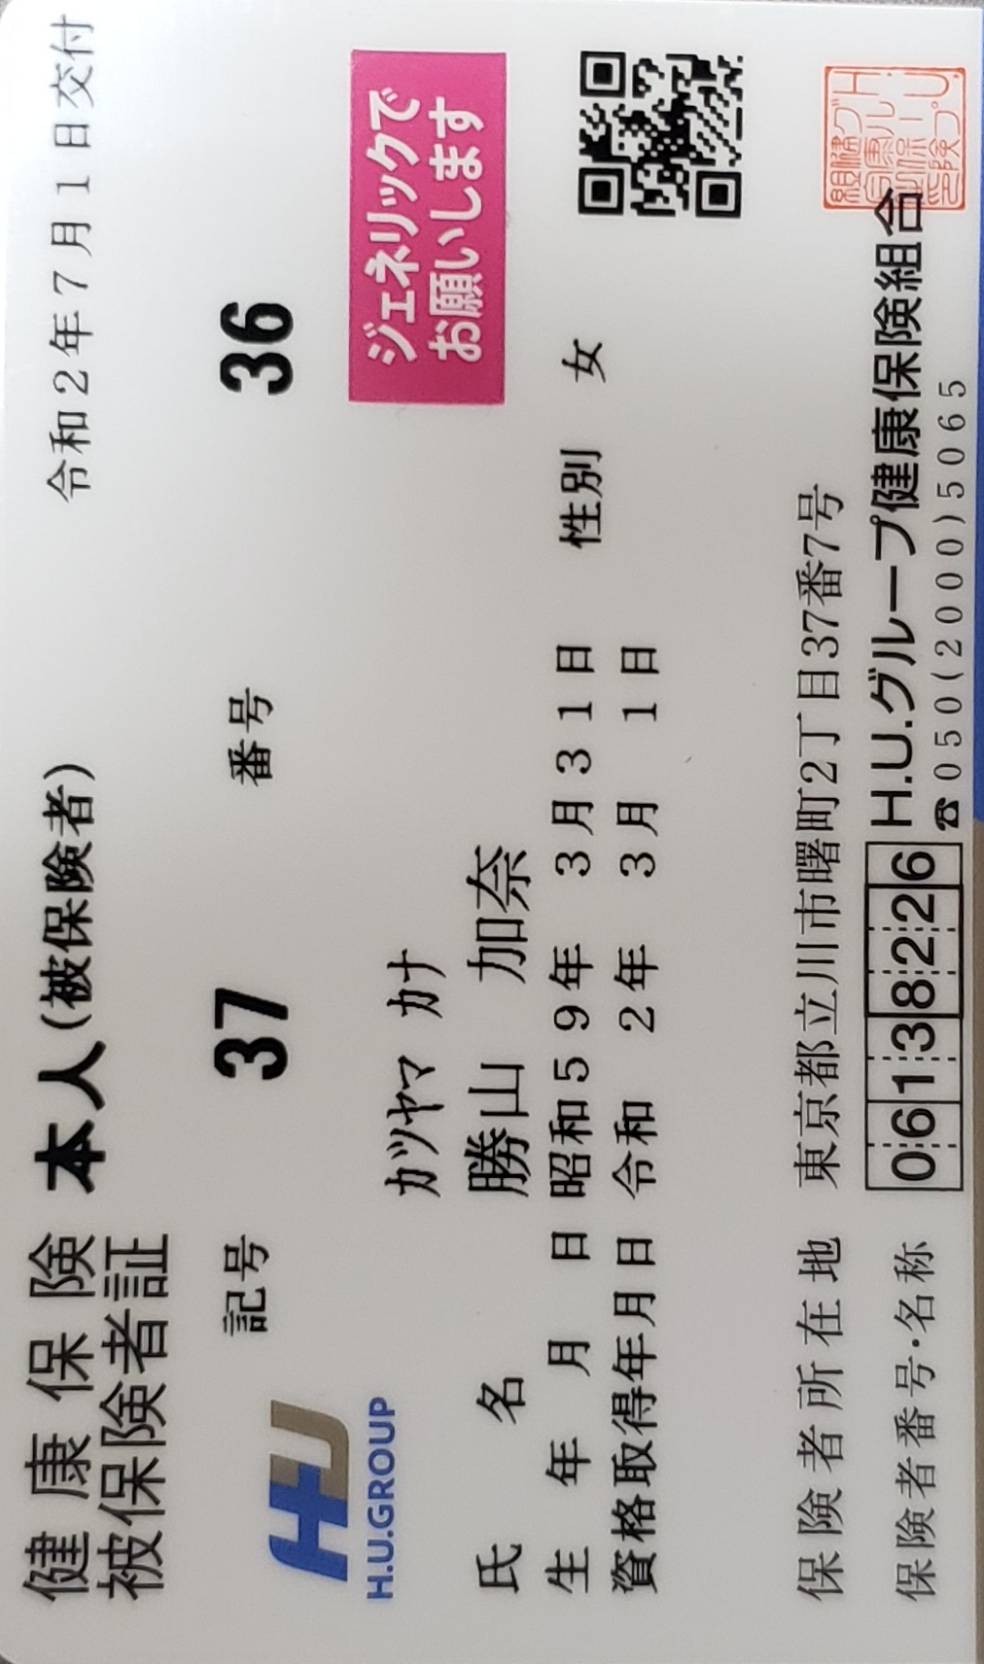 健康保険 本人(被保険者) 令和2年7月1日交付
被保険者証
記号 37 番号 36
H.U.GROUP
ジェネリックで
お願いします
ガツヤマ カナ
氏名 勝山 加奈
生年月日 昭和59年 3月31日 性別 女
資格取得年月日 令和 2年 3月 1日
保険者所在地 東京都立川市曙町2丁目37番7号
保険者番号・名称 06138226 H.U.グループ健康保険組合
☎050(2000)5065